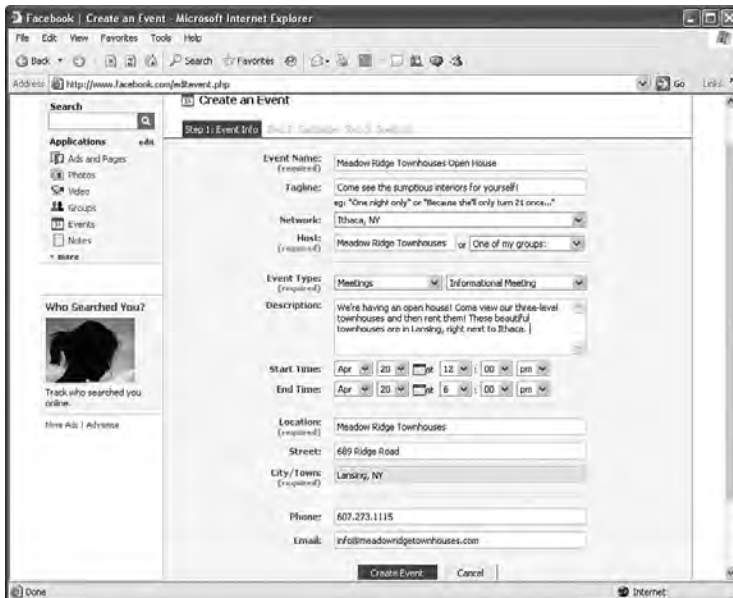 Facebook | Create an Event - Microsoft Internet Explorer
File Edit View Favorites Tools Help
Back Search Favorites
Address http://www.facebook.com/editevent.php Go Links
Search
Applications edit
Ads and Pages
Photos
Video
Groups
Events
Notes
more
Who Searched You?
Track who searched you
online.
More Ads | Advertise
Create an Event
Step 1: Event Info
Event Name: Meadow Ridge Townhouses Open House
(required)
Tagline: Come see the sumptious interiors for yourself!
eg: "One night only" or "Because she'll only turn 21 once..."
Network: Ithaca, NY
Host: Meadow Ridge Townhouses or One of my groups:
(required)
Event Type: Meetings Informational Meeting
(required)
Description: We're having an open house! Come view our three-level
townhouses and then rent them! These beautiful
townhouses are in Lansing, right next to Ithaca.
Start Time: Apr 20 at 12 : 00 pm
End Time: Apr 20 at 6 : 00 pm
Location: Meadow Ridge Townhouses
(required)
Street: 689 Ridge Road
City/Town: Lansing, NY
(required)
Phone: 607.273.1115
Email: info@meadowridgetownhouses.com
Create Event Cancel
Done Internet